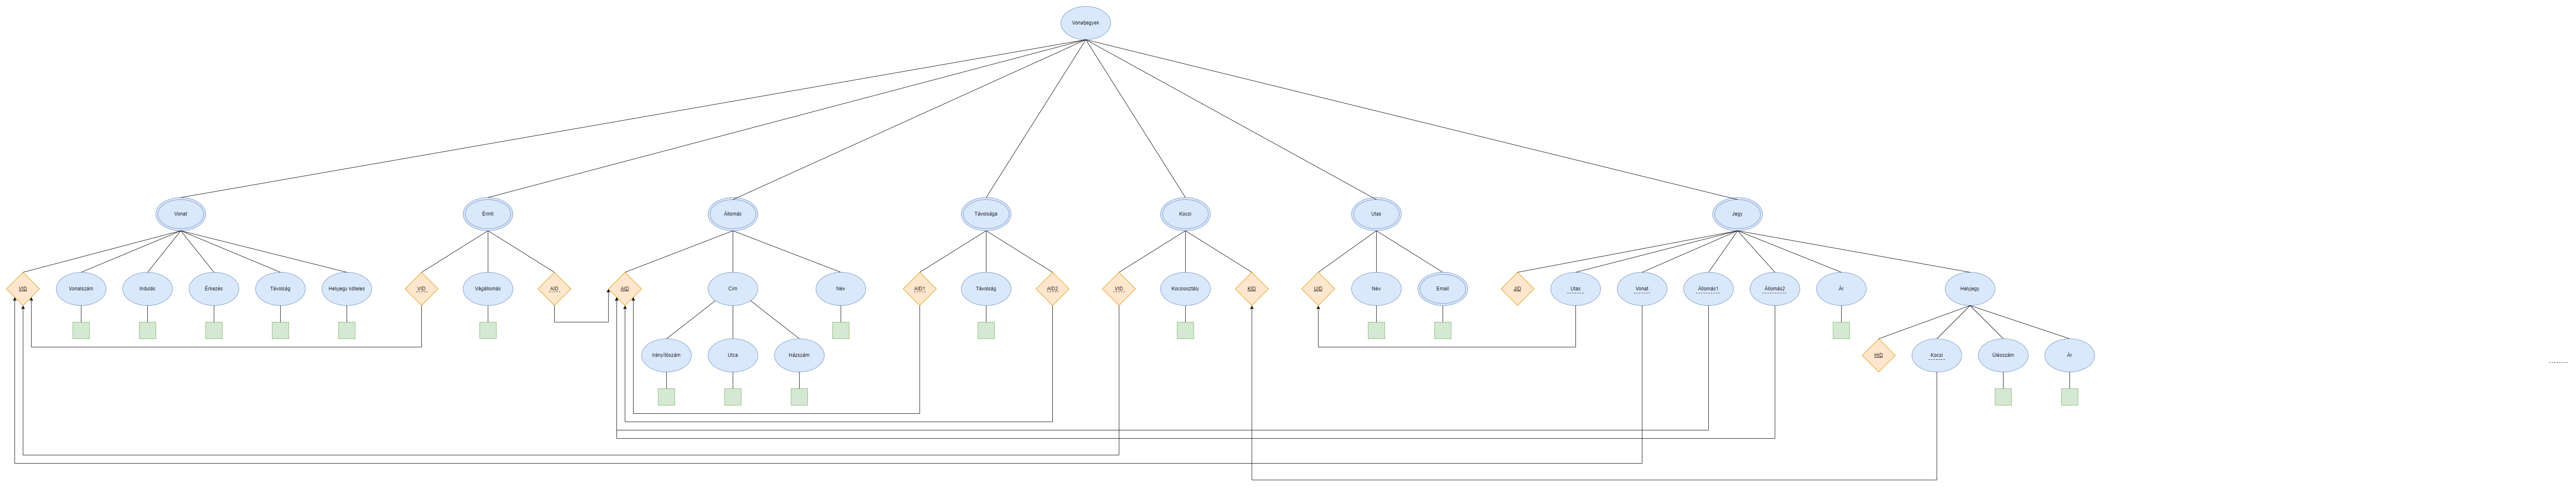 Vonatjegyek
Vonat
Érinti
Állomás
Távolsága
Kocsi
Utas
Jegy
VID
Vonatszám
Indulás
Érkezés
Távolság
Helyjegy köteles
VID
Végállomás
AID
AID
Cím
Név
AID1
Távolság
AID2
VID
Kocsiosztály
KID
UID
Név
Email
JID
Utas
Vonat
Állomás1
Állomás2
Ár
Helyjegy
Irányítószám
Utca
Házszám
HID
Kocsi
Ülésszám
Ár